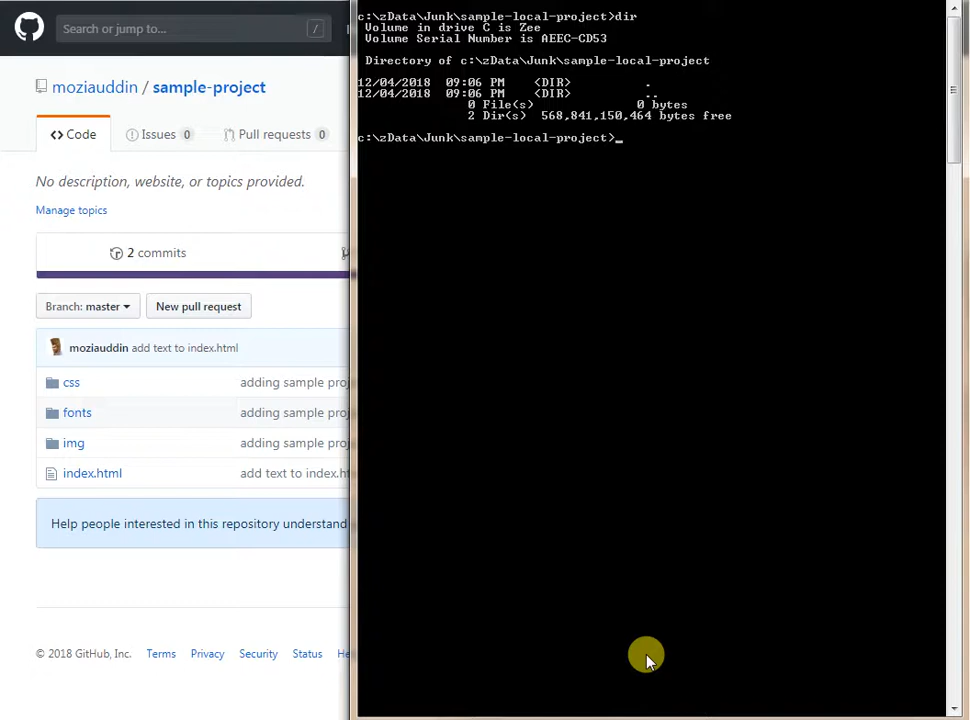 Search or jump to...
/
moziauddin / sample-project
<> Code
Issues 0
Pull requests 0
No description, website, or topics provided.
Manage topics
2 commits
Branch: master
New pull request
moziauddin add text to index.html
css adding sample proj
fonts adding sample proj
img adding sample proj
index.html add text to index.ht
Help people interested in this repository understand
© 2018 GitHub, Inc. Terms Privacy Security Status He
c:\zData\Junk\sample-local-project>dir
Volume in drive C is Zee
Volume Serial Number is AEEC-CD53
Directory of c:\zData\Junk\sample-local-project
12/04/2018 09:06 PM <DIR> .
12/04/2018 09:06 PM <DIR> ..
0 File(s) 0 bytes
2 Dir(s) 568,841,150,464 bytes free
c:\zData\Junk\sample-local-project>_